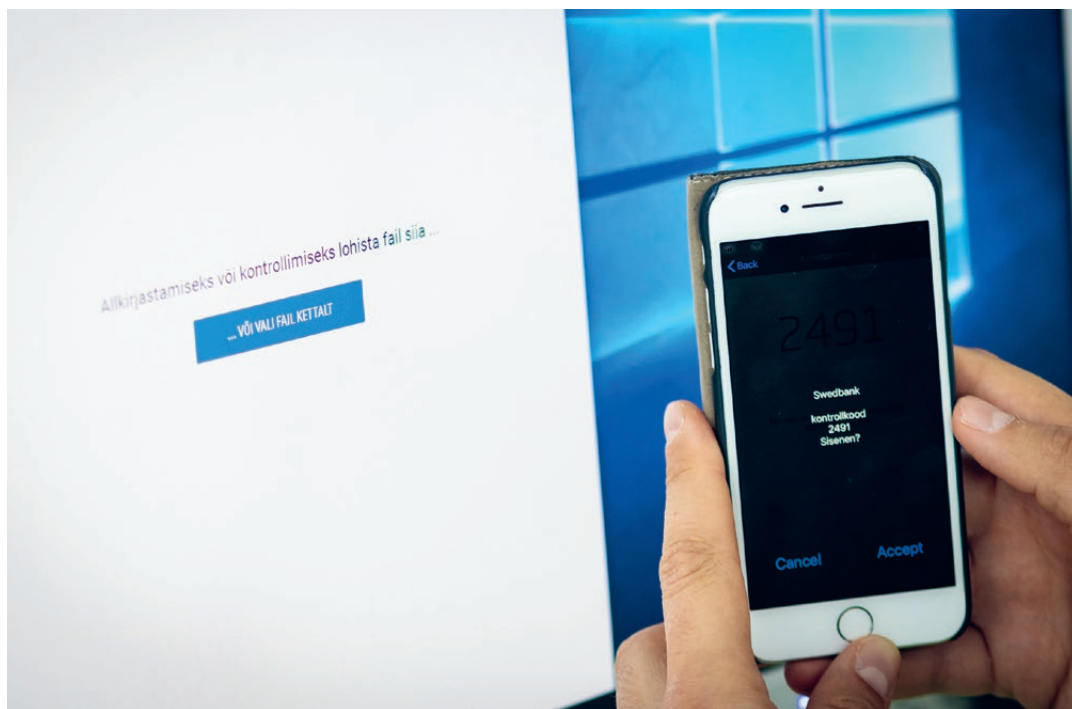 Allkirjastamiseks või kontrollimiseks lohista fail siia ...
... VÕI VALI FAIL KETTALT
Back
2491
Swedbank
kontrollkood
2491
Sisenen?
Cancel
Accept